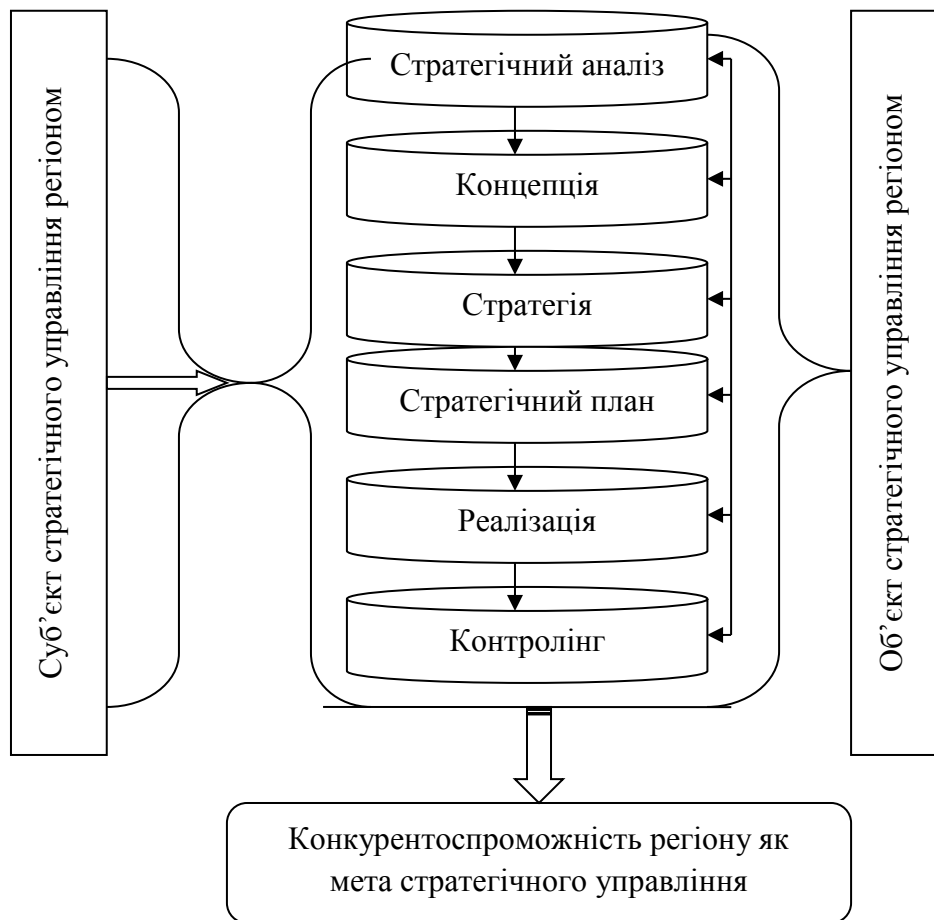 Суб’єкт стратегічного управління регіоном
Стратегічний аналіз
Концепція
Стратегія
Стратегічний план
Реалізація
Контролінг
Об’єкт стратегічного управління регіоном
Конкурентоспроможність регіону як
мета стратегічного управління